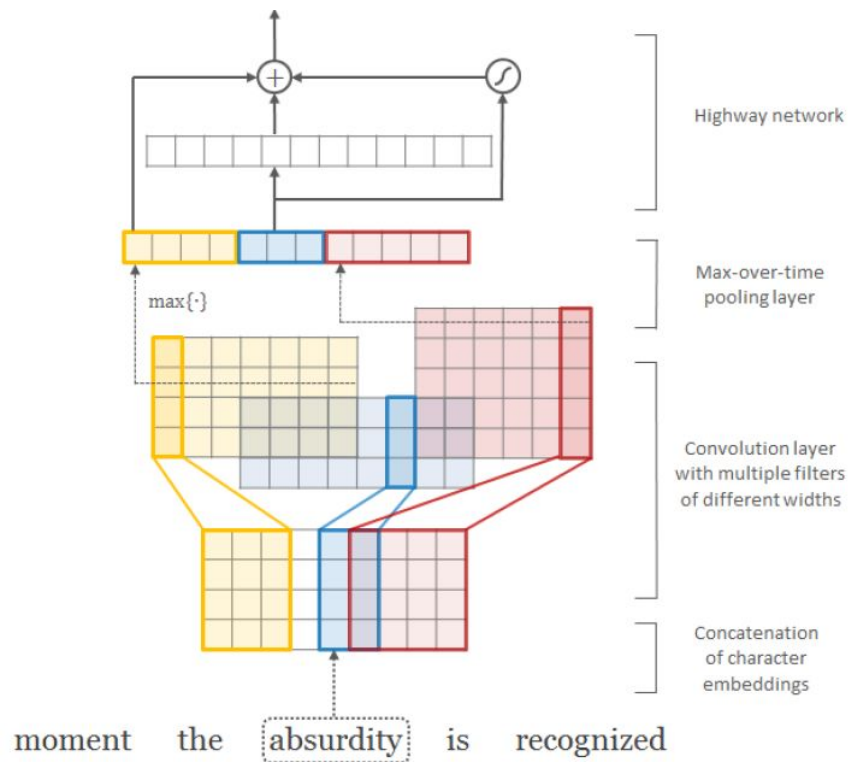 +
Highway network
Max-over-time
pooling layer
max{·}
Convolution layer
with multiple filters
of different widths
Concatenation
of character
embeddings
moment the absurdity is recognized